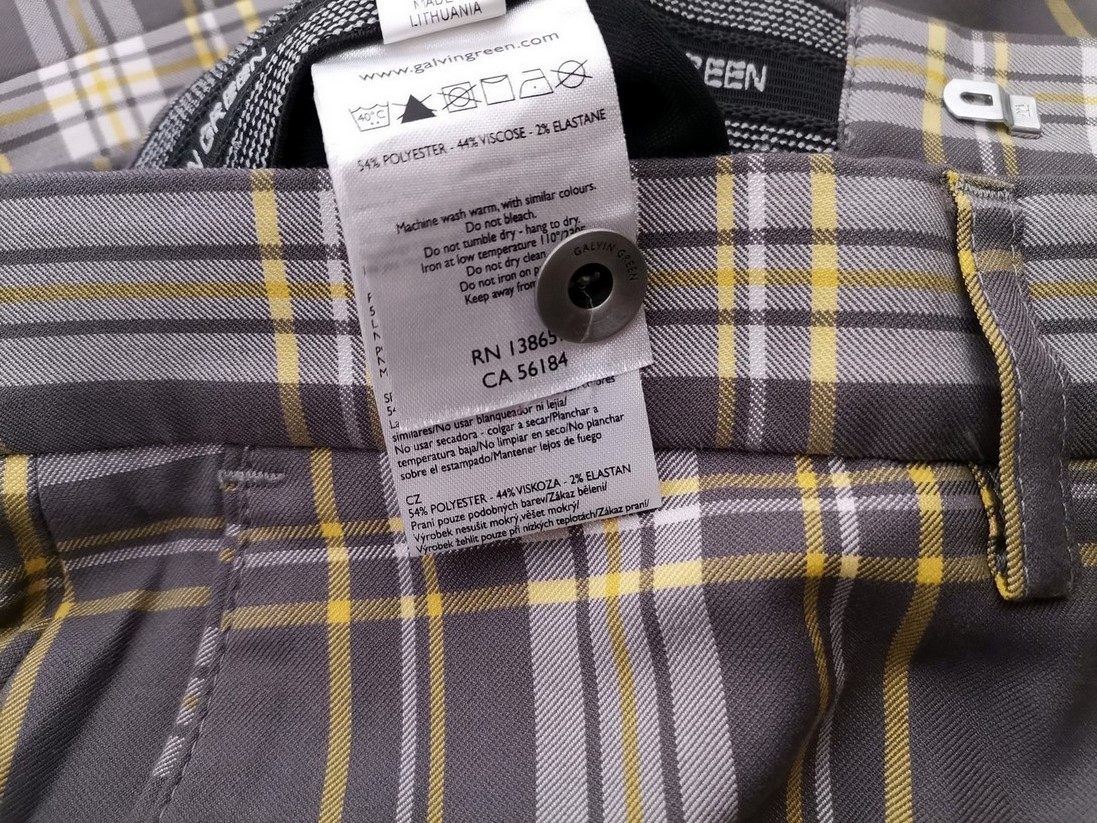 MADE
LITHUANIA
www.galvingreen.com
40°C
54% POLYESTER - 44% VISCOSE - 2% ELASTANE
Machine wash warm, with similar colours.
Do not bleach.
Do not tumble dry - hang to dry.
Iron at low temperature 110°/230°
Do not dry clean
Do not iron on
Keep away from
RN
CA 56184
GALVIN GREEN
GREEN
EEN
similares/No usar blanqueador ni lejia/
No usar secadora - colgar a secar/Planchar a
temperatura baja/No limpiar en seco/No planchar
sobre el estampado/Mantener lejos de fuego
CZ
54% POLYESTER - 44% VISKOZA - 2% ELASTAN
Praní pouze podobných barev/Zákaz bělení/
Výrobek nesušit mokrý,věšet mokrý/
Výrobek žehlit pouze při nízkých teplotách/Zákaz praní/